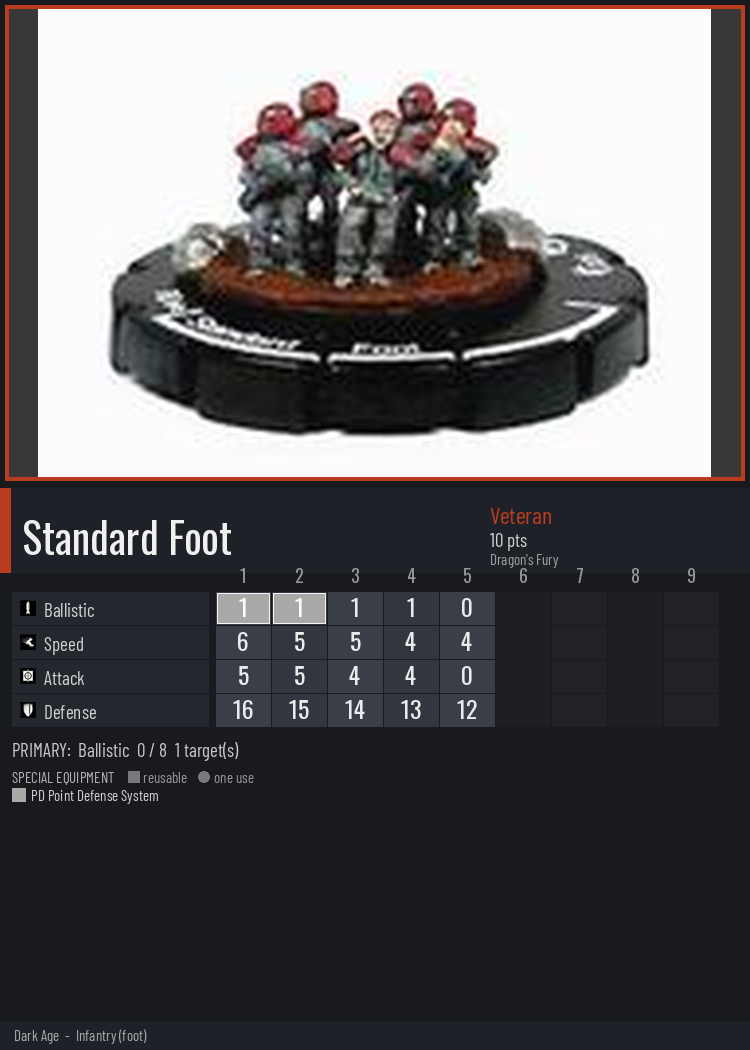 Foot
Standard Foot
Veteran
10 pts
Dragon's Fury
1 2 3 4 5 6 7 8 9
Ballistic 1 1 1 1 0
Speed 6 5 5 4 4
Attack 5 5 4 4 0
Defense 16 15 14 13 12
PRIMARY: Ballistic 0 / 8 1 target(s)
SPECIAL EQUIPMENT reusable one use
PD Point Defense System
Dark Age - Infantry (foot)